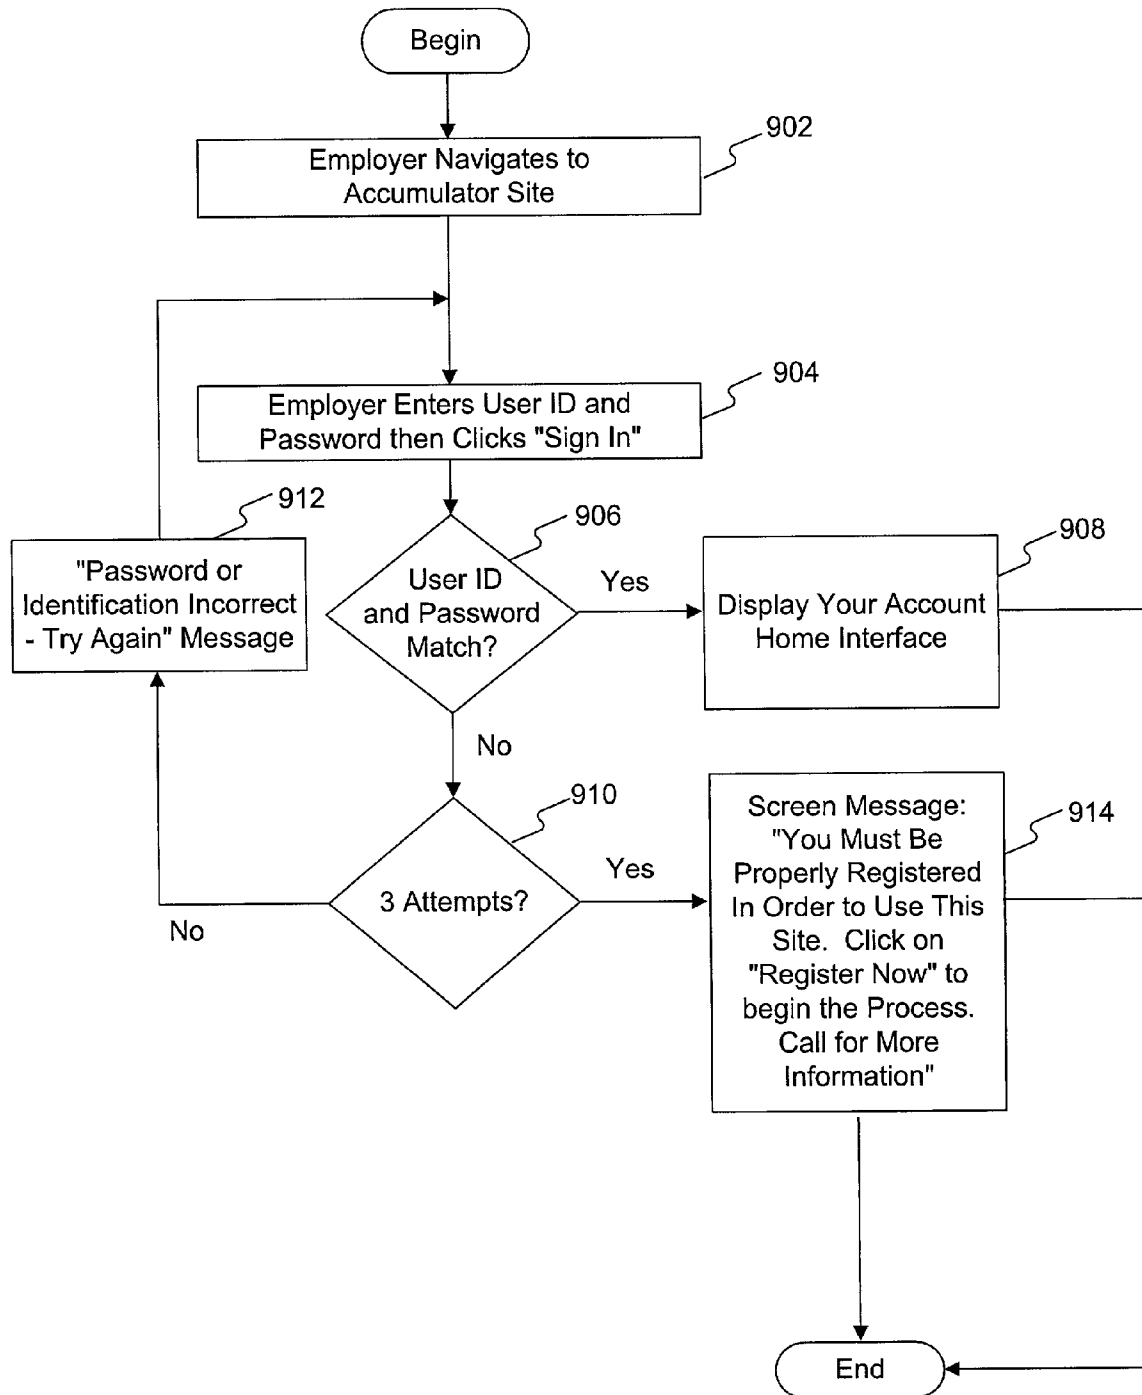 Begin
902
Employer Navigates to
Accumulator Site
904
Employer Enters User ID and
Password then Clicks "Sign In"
912
"Password or
Identification Incorrect
- Try Again" Message
906
User ID
and Password
Match?
Yes
908
Display Your Account
Home Interface
No
910
3 Attempts?
Yes
No
914
Screen Message:
"You Must Be
Properly Registered
In Order to Use This
Site. Click on
"Register Now" to
begin the Process.
Call for More
Information"
End